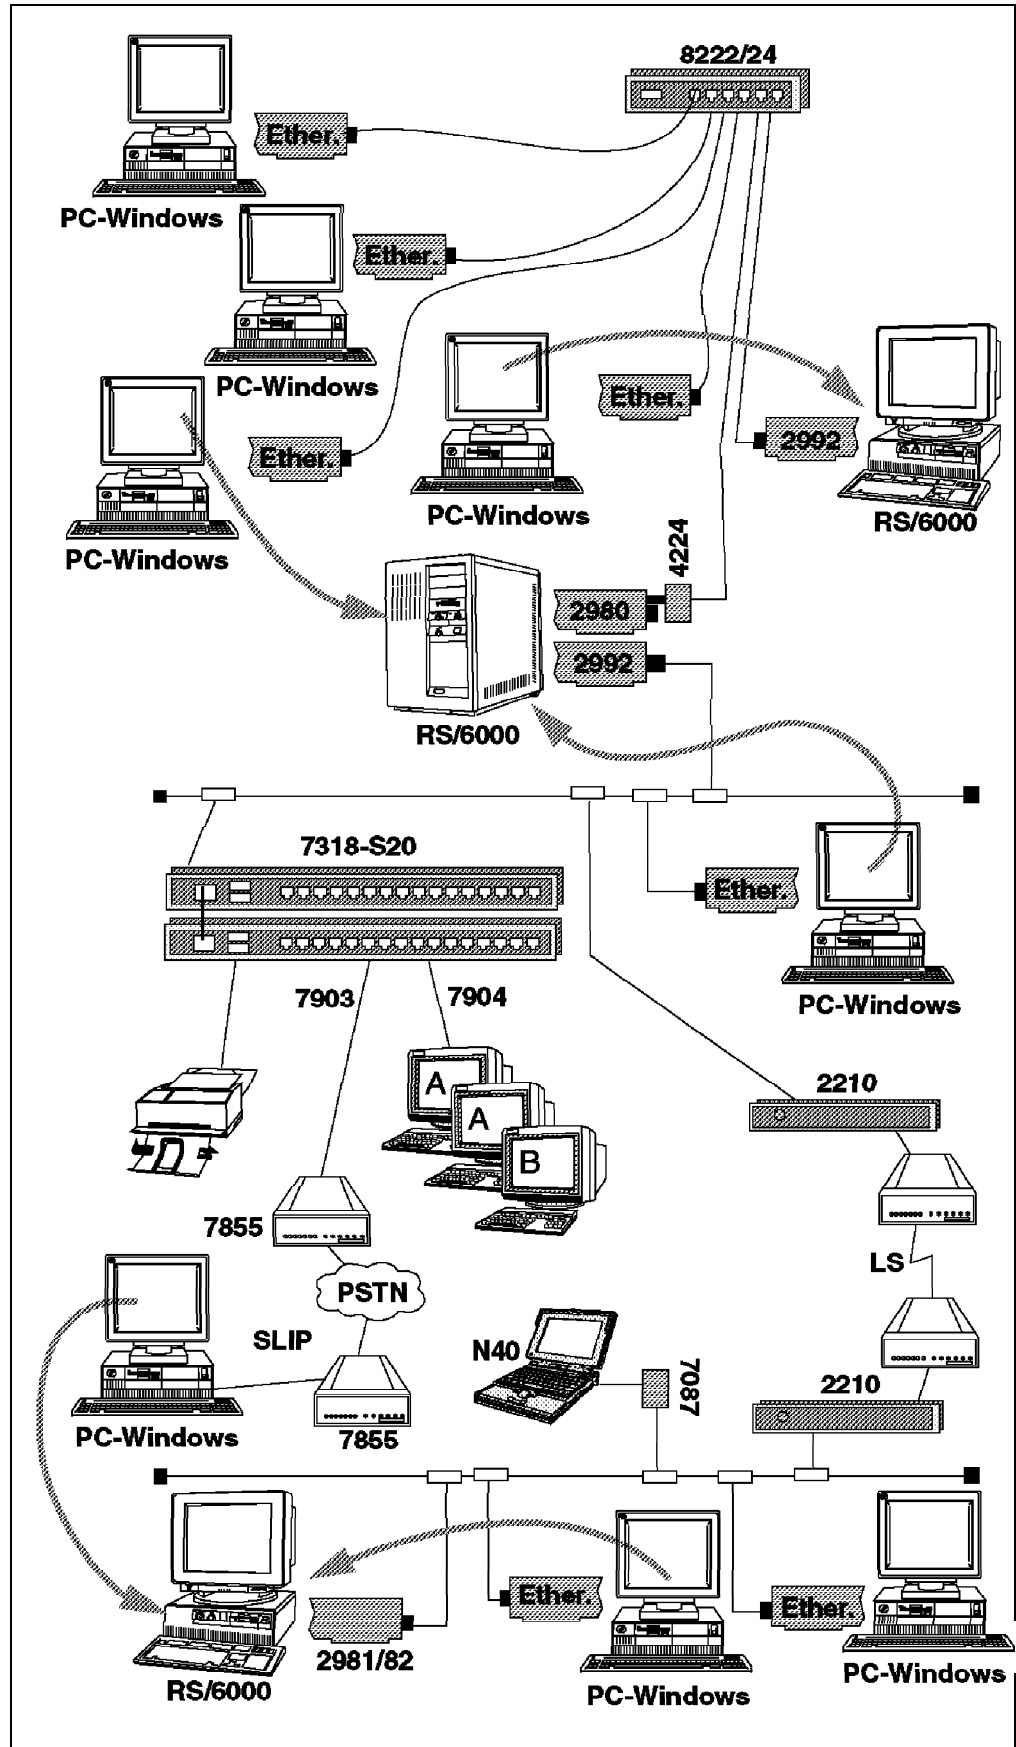 8222/24
Ether.
PC-Windows
Ether.
PC-Windows
Ether.
2992
Ether.
PC-Windows
RS/6000
PC-Windows
4224
2980
2992
RS/6000
7318-S20
Ether.
7903
7904
PC-Windows
A
A
B
2210
7855
LS
PSTN
SLIP
N40
7087
2210
PC-Windows
7855
Ether.
Ether.
2981/82
RS/6000
PC-Windows
PC-Windows